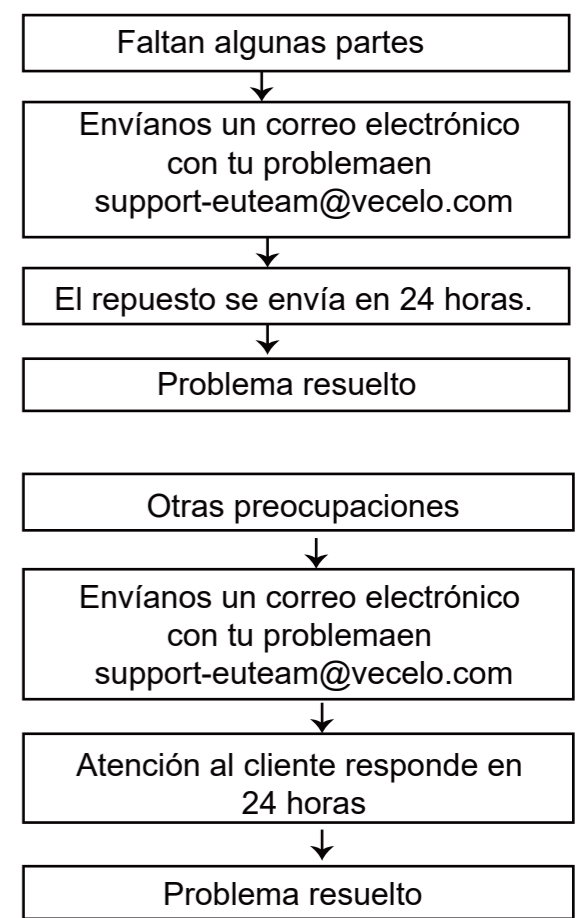 Faltan algunas partes
Envíanos un correo electrónico
con tu problemaen
support-euteam@vecelo.com
El repuesto se envía en 24 horas.
Problema resuelto
Otras preocupaciones
Envíanos un correo electrónico
con tu problemaen
support-euteam@vecelo.com
Atención al cliente responde en
24 horas
Problema resuelto